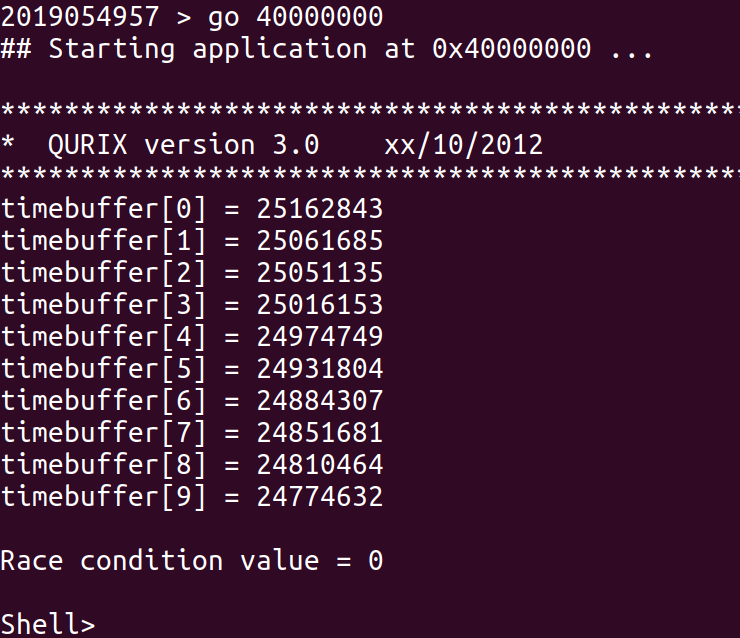 2019054957 > go 40000000
## Starting application at 0x40000000 ...
***********************************************
*  QURIX version 3.0    xx/10/2012
***********************************************
timebuffer[0] = 25162843
timebuffer[1] = 25061685
timebuffer[2] = 25051135
timebuffer[3] = 25016153
timebuffer[4] = 24974749
timebuffer[5] = 24931804
timebuffer[6] = 24884307
timebuffer[7] = 24851681
timebuffer[8] = 24810464
timebuffer[9] = 24774632
Race condition value = 0
Shell>